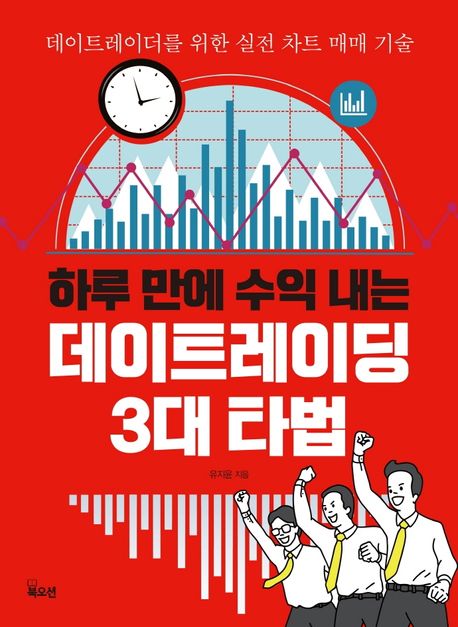 데이트레이더를 위한 실전 차트 매매 기술
하루 만에 수익 내는
데이트레이딩
3대 타법
유지윤 지음
북오션